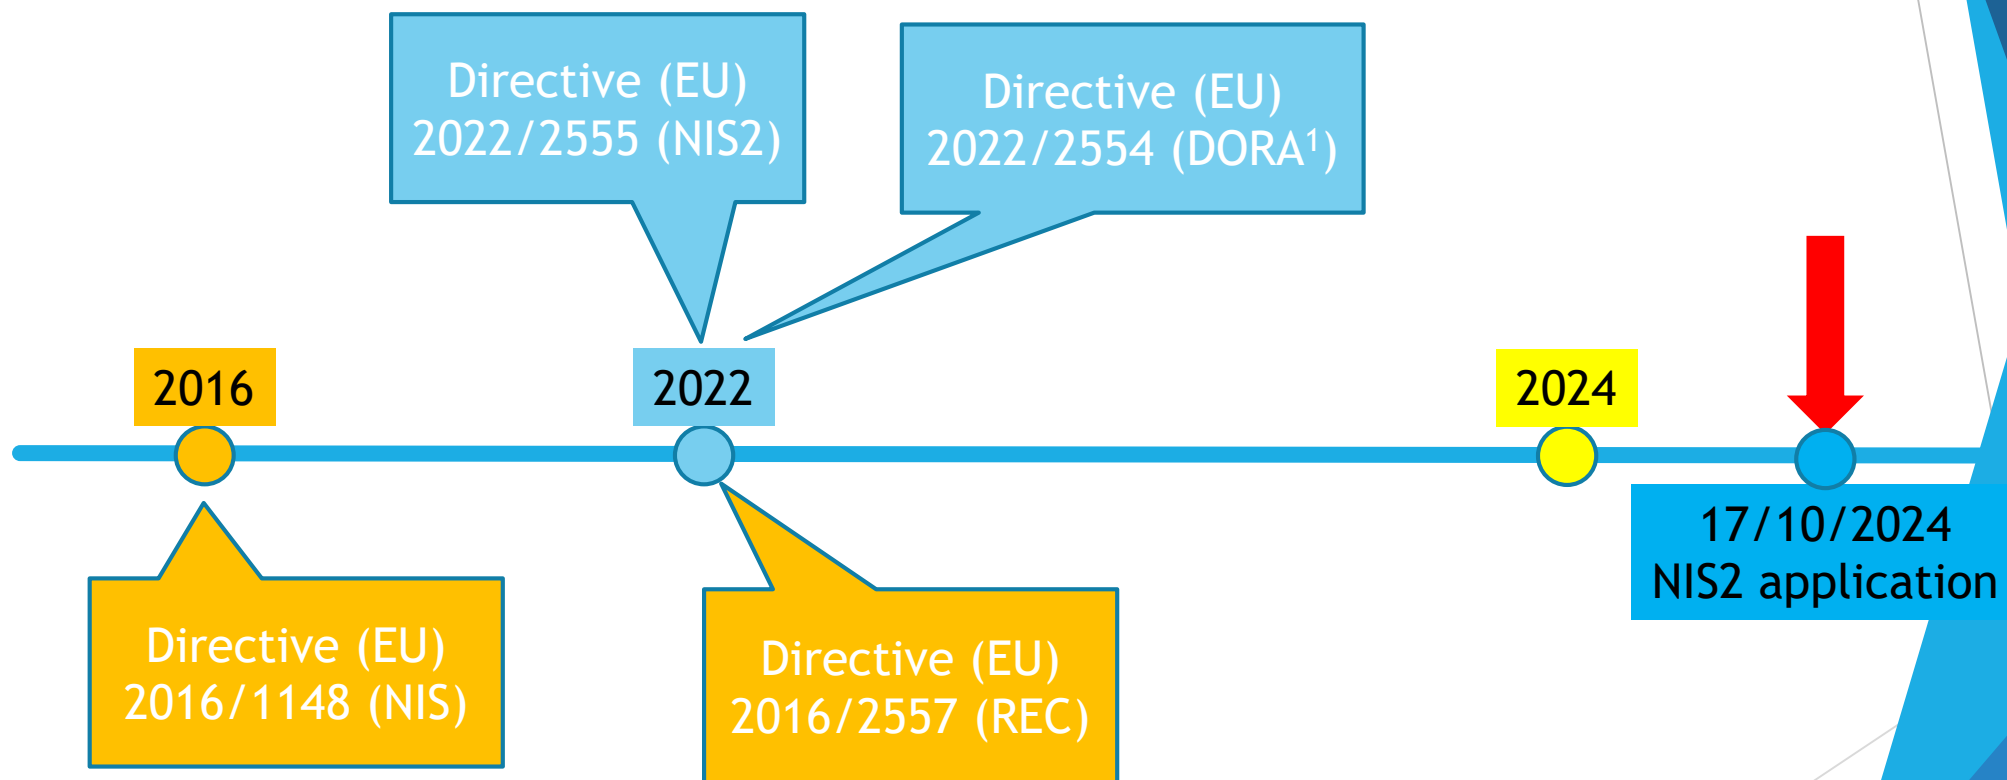 Directive (EU)
2022/2555 (NIS2)
Directive (EU)
2022/2554 (DORA¹)
2016
2022
2024
17/10/2024
NIS2 application
Directive (EU)
2016/1148 (NIS)
Directive (EU)
2016/2557 (REC)